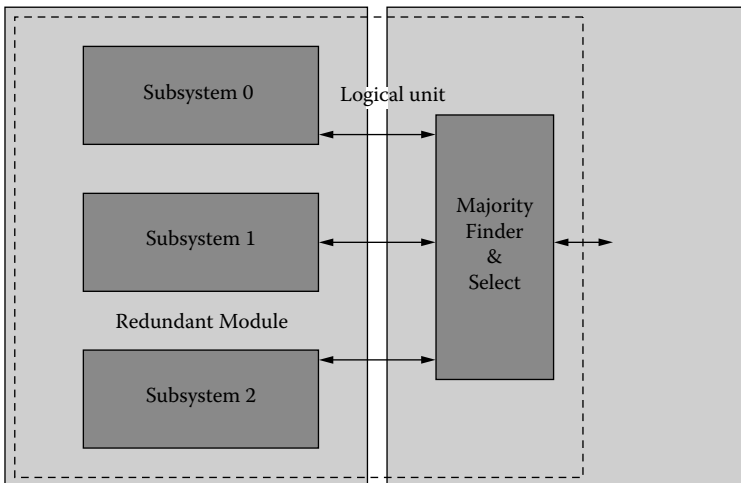 Subsystem 0
Logical unit
Subsystem 1
Majority
Finder
&
Select
Redundant Module
Subsystem 2